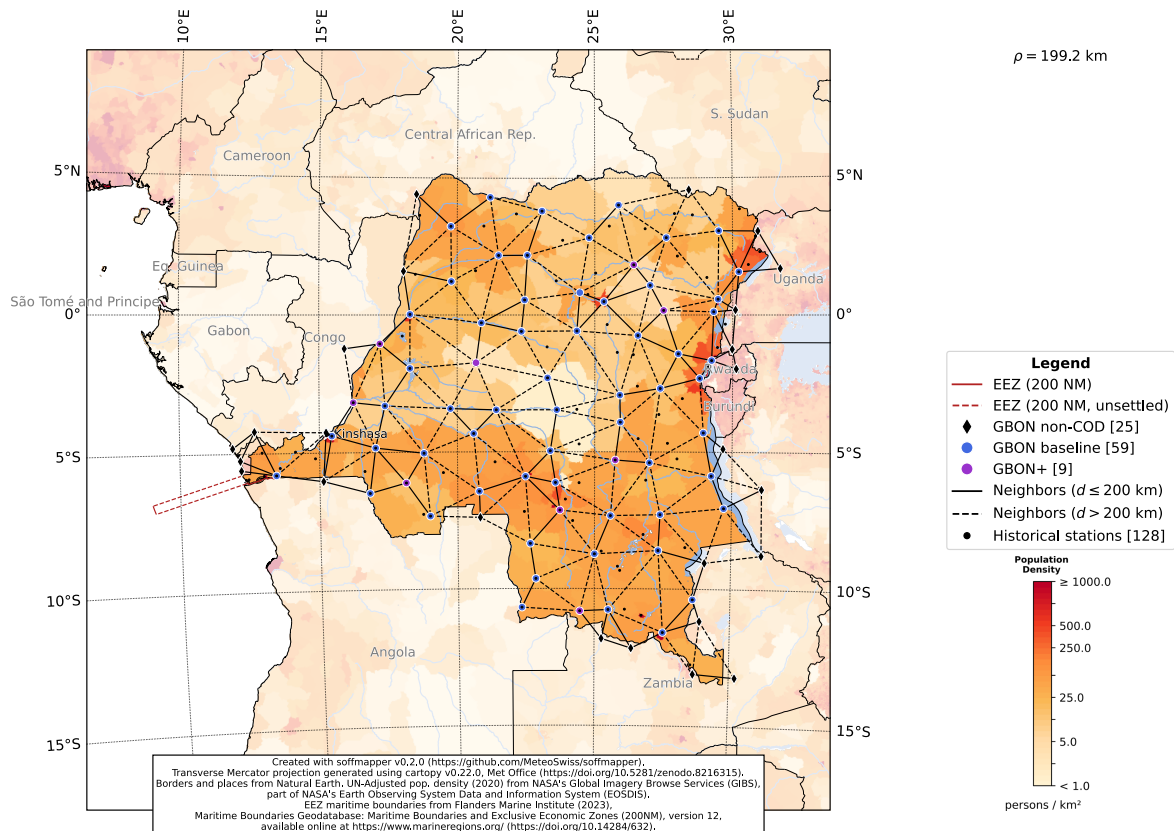 10°E
15°E
20°E
25°E
30°E
ρ = 199.2 km
S. Sudan
Central African Rep.
Cameroon
5°N
5°N
Eq. Guinea
Uganda
São Tomé and Principe
0°
0°
Gabon
Congo
Rwanda
Burundi
Kinshasa
5°S
5°S
10°S
10°S
Angola
Zambia
15°S
15°S
Legend
EEZ (200 NM)
EEZ (200 NM, unsettled)
GBON non-COD [25]
GBON baseline [59]
GBON+ [9]
Neighbors (d ≤ 200 km)
Neighbors (d > 200 km)
Historical stations [128]
Population
Density
≥ 1000.0
500.0
250.0
25.0
5.0
< 1.0
persons / km²
Created with soffmapper v0.2.0 (https://github.com/MeteoSwiss/soffmapper).
Transverse Mercator projection generated using cartopy v0.22.0, Met Office (https://doi.org/10.5281/zenodo.8216315).
Borders and places from Natural Earth. UN-Adjusted pop. density (2020) from NASA's Global Imagery Browse Services (GIBS),
part of NASA's Earth Observing System Data and Information System (EOSDIS).
EEZ maritime boundaries from Flanders Marine Institute (2023),
Maritime Boundaries Geodatabase: Maritime Boundaries and Exclusive Economic Zones (200NM), version 12,
available online at https://www.marineregions.org/ (https://doi.org/10.14284/632).